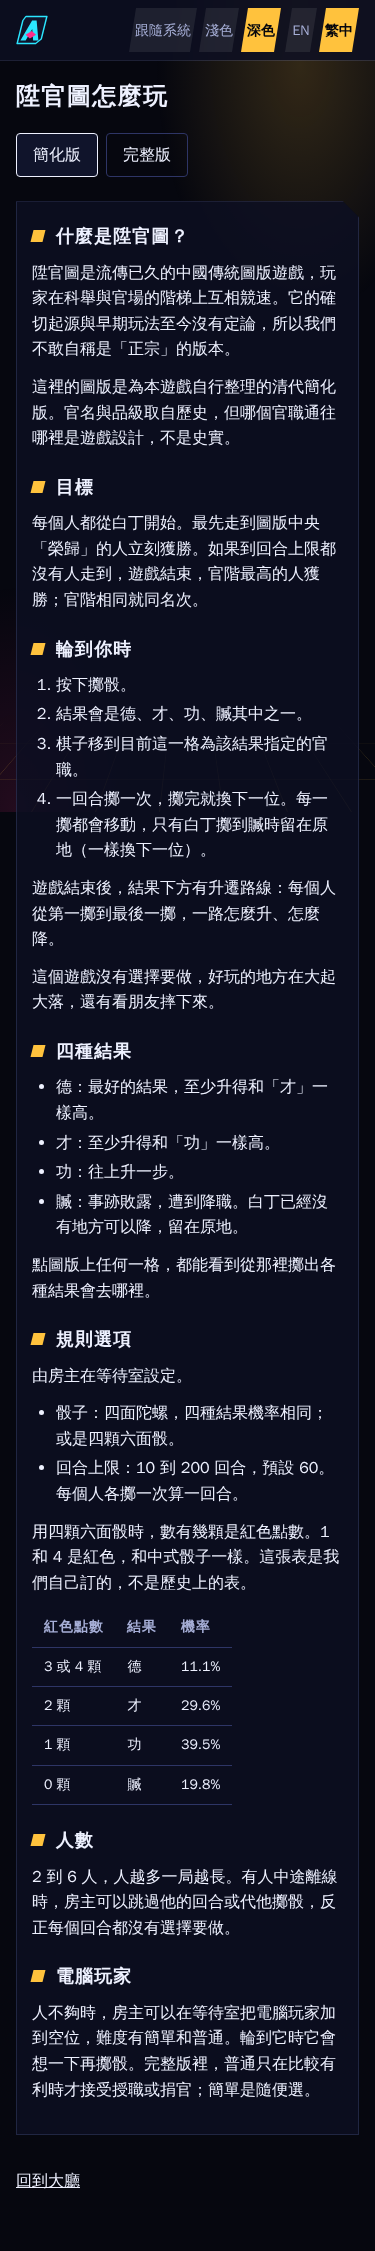 跟隨系統 淺色 深色 EN 繁中
陞官圖怎麼玩
簡化版 完整版
什麼是陞官圖？
陞官圖是流傳已久的中國傳統圖版遊戲，玩
家在科舉與官場的階梯上互相競速。它的確
切起源與早期玩法至今沒有定論，所以我們
不敢自稱是「正宗」的版本。
這裡的圖版是為本遊戲自行整理的清代簡化
版。官名與品級取自歷史，但哪個官職通往
哪裡是遊戲設計，不是史實。
目標
每個人都從白丁開始。最先走到圖版中央
「榮歸」的人立刻獲勝。如果到回合上限都
沒有人走到，遊戲結束，官階最高的人獲
勝；官階相同就同名次。
輪到你時
1. 按下擲骰。
2. 結果會是德、才、功、贓其中之一。
3. 棋子移到目前這一格為該結果指定的官
職。
4. 一回合擲一次，擲完就換下一位。每一
擲都會移動，只有白丁擲到贓時留在原
地（一樣換下一位）。
遊戲結束後，結果下方有升遷路線：每個人
從第一擲到最後一擲，一路怎麼升、怎麼
降。
這個遊戲沒有選擇要做，好玩的地方在大起
大落，還有看朋友摔下來。
四種結果
• 德：最好的結果，至少升得和「才」一
樣高。
• 才：至少升得和「功」一樣高。
• 功：往上升一步。
• 贓：事跡敗露，遭到降職。白丁已經沒
有地方可以降，留在原地。
點圖版上任何一格，都能看到從那裡擲出各
種結果會去哪裡。
規則選項
由房主在等待室設定。
• 骰子：四面陀螺，四種結果機率相同；
或是四顆六面骰。
• 回合上限：10 到 200 回合，預設 60。
每個人各擲一次算一回合。
用四顆六面骰時，數有幾顆是紅色點數。1
和 4 是紅色，和中式骰子一樣。這張表是我
們自己訂的，不是歷史上的表。
紅色點數 結果 機率
3 或 4 顆 德 11.1%
2 顆 才 29.6%
1 顆 功 39.5%
0 顆 贓 19.8%
人數
2 到 6 人，人越多一局越長。有人中途離線
時，房主可以跳過他的回合或代他擲骰，反
正每個回合都沒有選擇要做。
電腦玩家
人不夠時，房主可以在等待室把電腦玩家加
到空位，難度有簡單和普通。輪到它時它會
想一下再擲骰。完整版裡，普通只在比較有
利時才接受授職或捐官；簡單是隨便選。
回到大廳